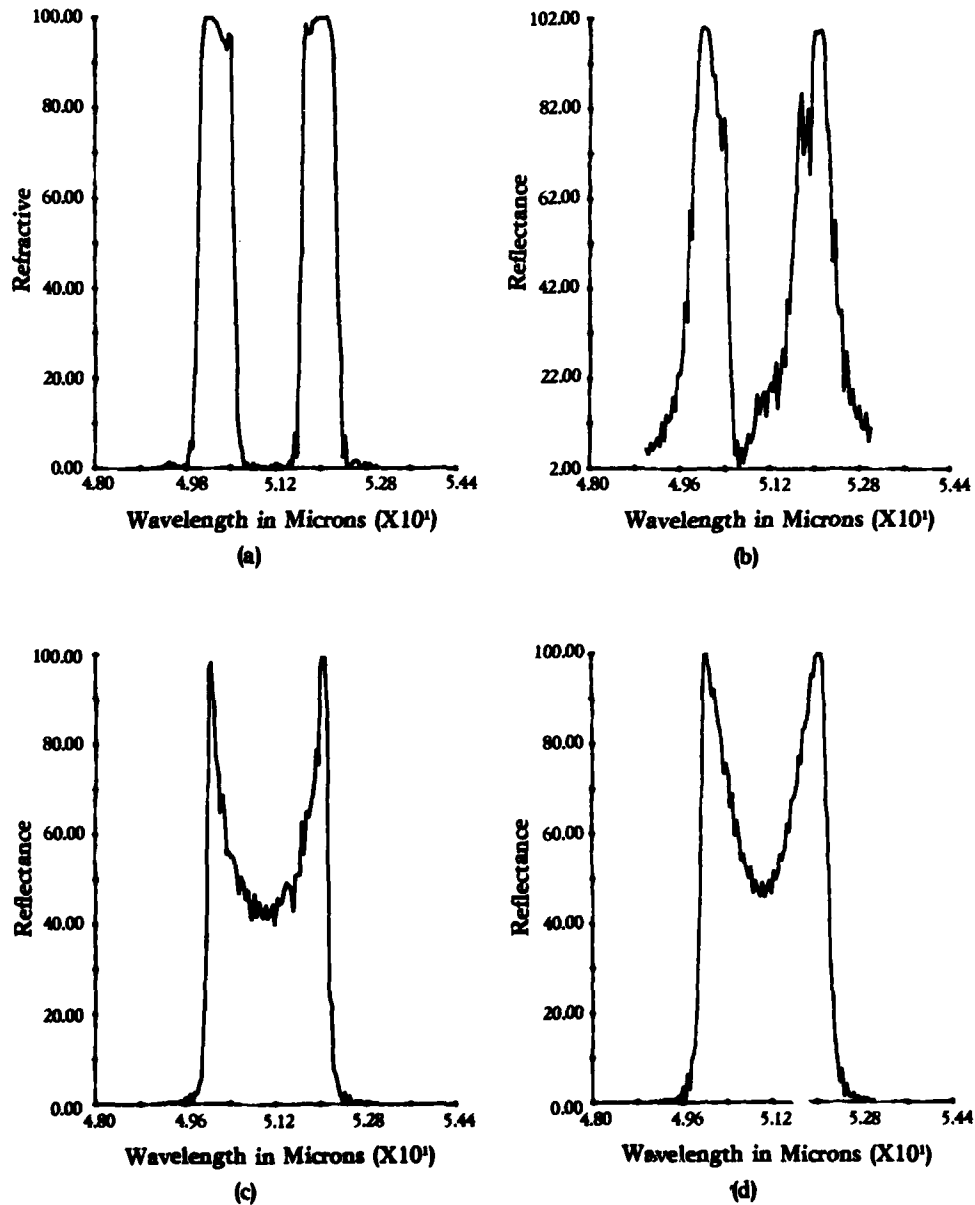 100.00
80.00
60.00
40.00
20.00
0.00
Refractive
4.80 4.98 5.12 5.28 5.44
Wavelength in Microns (X10¹)
(a)
102.00
82.00
62.00
42.00
22.00
2.00
Reflectance
4.80 4.96 5.12 5.28 5.44
Wavelength in Microns (X10¹)
(b)
100.00
80.00
60.00
40.00
20.00
0.00
Reflectance
4.80 4.96 5.12 5.28 5.44
Wavelength in Microns (X10¹)
(c)
100.00
80.00
60.00
40.00
20.00
0.00
Reflectance
4.80 4.96 5.12 5.28 5.44
Wavelength in Microns (X10¹)
(d)